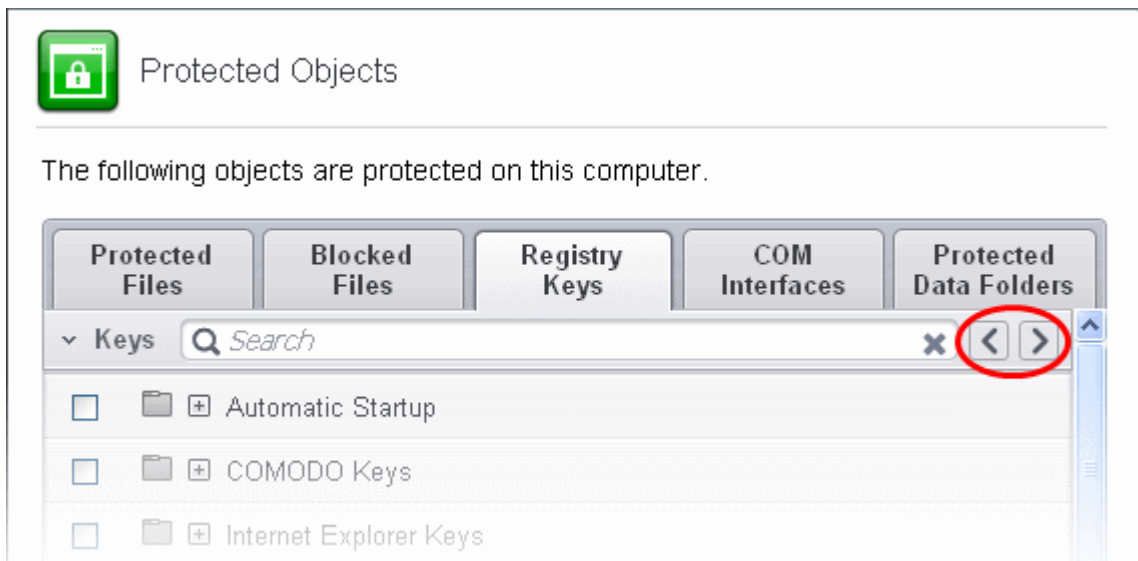 Protected Objects
The following objects are protected on this computer.
Protected Files
Blocked Files
Registry Keys
COM Interfaces
Protected Data Folders
Keys
Search
Automatic Startup
COMODO Keys
Internet Explorer Keys